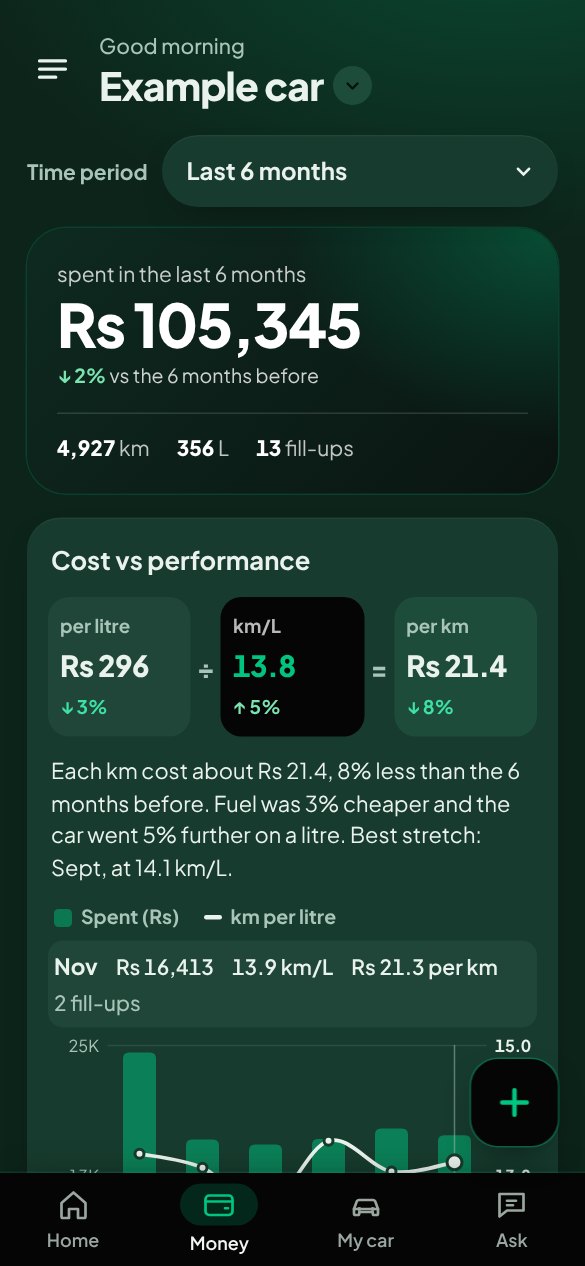 Good morning
Example car
Time period
Last 6 months
spent in the last 6 months
Rs 105,345
↓2% vs the 6 months before
4,927 km 356 L 13 fill-ups
Cost vs performance
per litre km/L per km
Rs 296 ÷ 13.8 = Rs 21.4
↓3% ↑5% ↓8%
Each km cost about Rs 21.4, 8% less than the 6
months before. Fuel was 3% cheaper and the
car went 5% further on a litre. Best stretch:
Sept, at 14.1 km/L.
Spent (Rs) km per litre
Nov Rs 16,413 13.9 km/L Rs 21.3 per km
2 fill-ups
25K 15.0
+
Home Money My car Ask